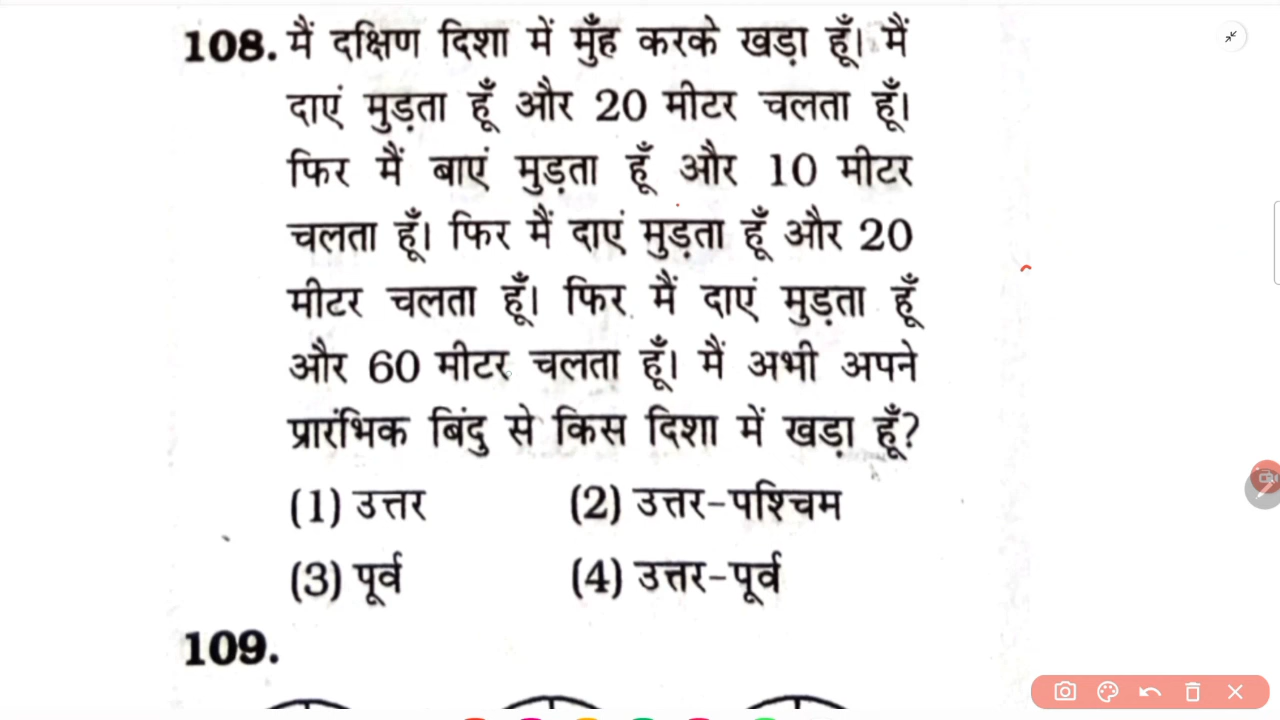 108. मैं दक्षिण दिशा में मुँह करके खड़ा हूँ। मैं
दाएं मुड़ता हूँ और 20 मीटर चलता हूँ।
फिर मैं बाएं मुड़ता हूँ और 10 मीटर
चलता हूँ। फिर मैं दाएं मुड़ता हूँ और 20
मीटर चलता हूँ। फिर मैं दाएं मुड़ता हूँ
और 60 मीटर चलता हूँ। मैं अभी अपने
प्रारंभिक बिंदु से किस दिशा में खड़ा हूँ?
(1) उत्तर (2) उत्तर-पश्चिम
(3) पूर्व (4) उत्तर-पूर्व
109.